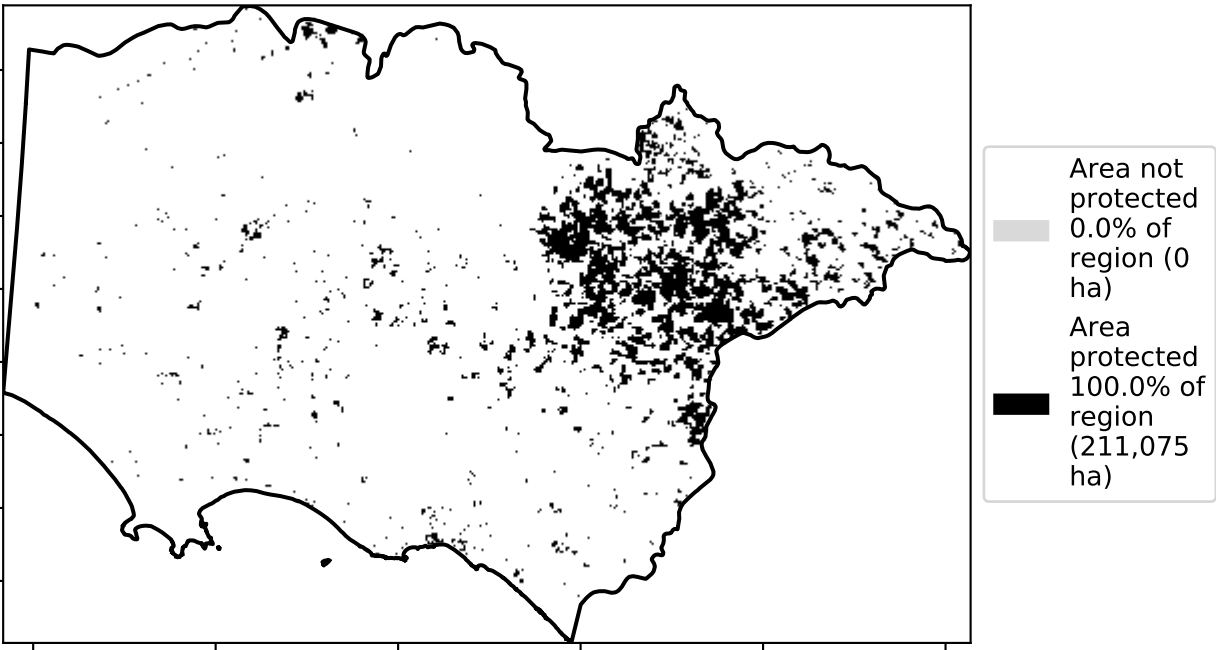 Area not
protected
0.0% of
region (0
ha)
Area
protected
100.0% of
region
(211,075
ha)